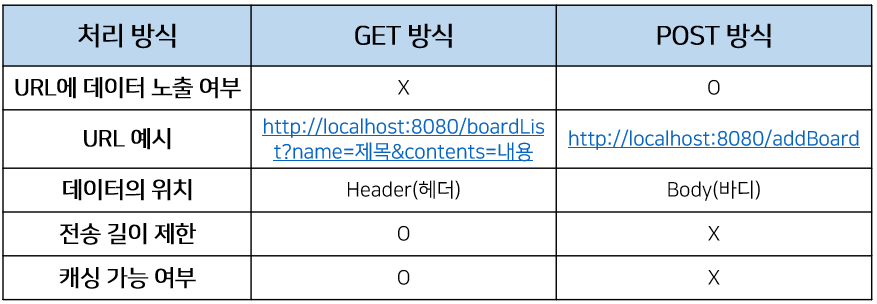 처리 방식 GET 방식 POST 방식
URL에 데이터 노출 여부 X O
URL 예시 http://localhost:8080/boardLis
t?name=제목&contents=내용 http://localhost:8080/addBoard
데이터의 위치 Header(헤더) Body(바디)
전송 길이 제한 O X
캐싱 가능 여부 O X